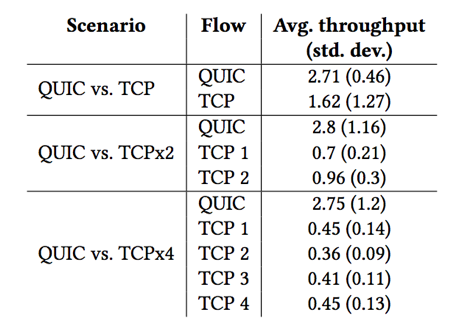 Scenario Flow Avg. throughput
(std. dev.)
QUIC vs. TCP QUIC 2.71 (0.46)
TCP 1.62 (1.27)
QUIC vs. TCPx2 QUIC 2.8 (1.16)
TCP 1 0.7 (0.21)
TCP 2 0.96 (0.3)
QUIC vs. TCPx4 QUIC 2.75 (1.2)
TCP 1 0.45 (0.14)
TCP 2 0.36 (0.09)
TCP 3 0.41 (0.11)
TCP 4 0.45 (0.13)